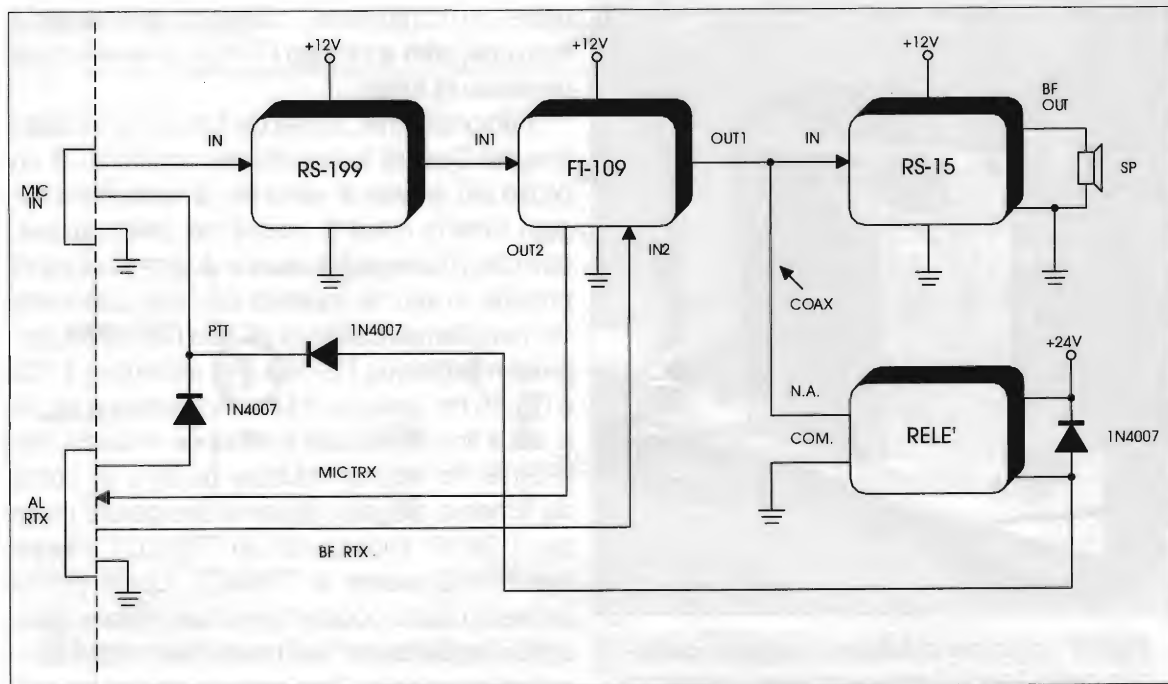 +12V
+12V
+12V
BF
OUT
IN
RS-199
IN1
FT-109
OUT1
IN
RS-15
SP
MIC
IN
OUT2
IN2
COAX
PTT
1N4007
1N4007
+24V
N.A.
COM.
RELE'
1N4007
MIC TRX
AL
RTX
BF RTX .